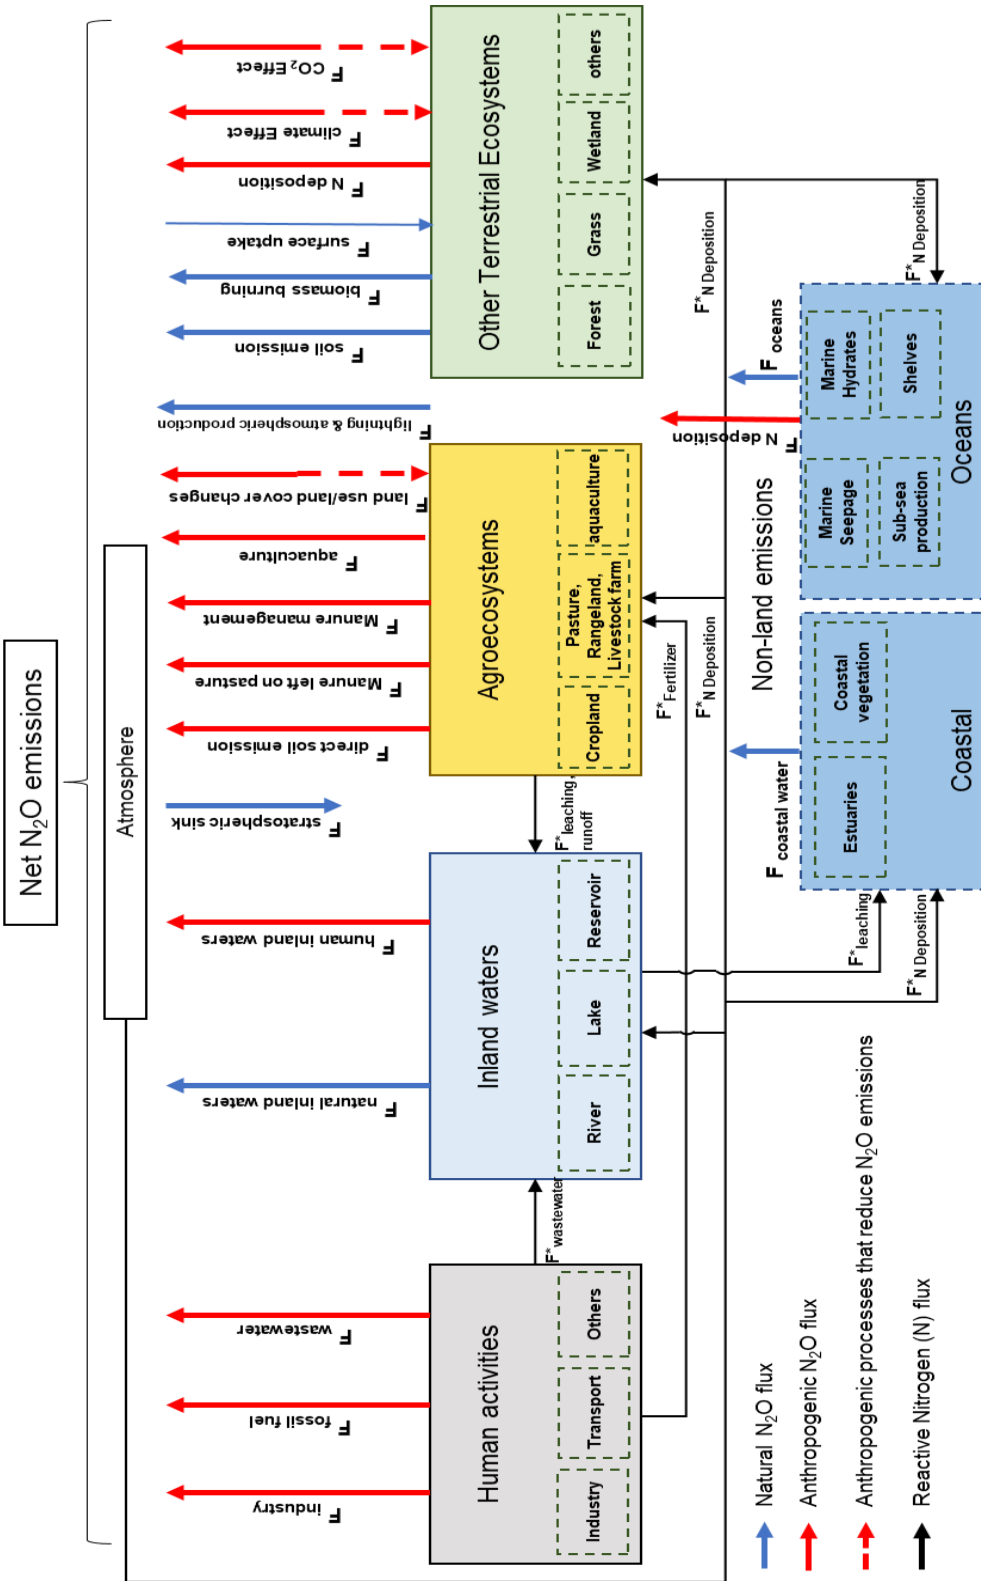 Net N₂O emissions
Atmosphere
F industry
F fossil fuel
F wastewater
F natural inland waters
F human inland waters
F stratospheric sink
F direct soil emission
F Manure left on pasture
F Manure management
F aquaculture
F land use/land cover changes
F lightning & atmospheric production
F soil emission
F biomass burning
F surface uptake
F N deposition
F climate Effect
F CO₂ Effect
Human activities
Industry
Transport
Others
F* wastewater
Inland waters
River
Lake
Reservoir
F* leaching,
runoff
Agroecosystems
Cropland
Pasture,
Rangeland,
Livestock farm
aquaculture
Other Terrestrial Ecosystems
Forest
Grass
Wetland
others
F* Fertilizer
F* N Deposition
F* N Deposition
Non-land emissions
F N deposition
F coastal water
F oceans
F* leaching
F* N Deposition
F* N Deposition
Estuaries
Coastal
vegetation
Coastal
Marine
Seepage
Marine
Hydrates
Sub-sea
production
Shelves
Oceans
Natural N₂O flux
Anthropogenic N₂O flux
Anthropogenic processes that reduce N₂O emissions
Reactive Nitrogen (N) flux